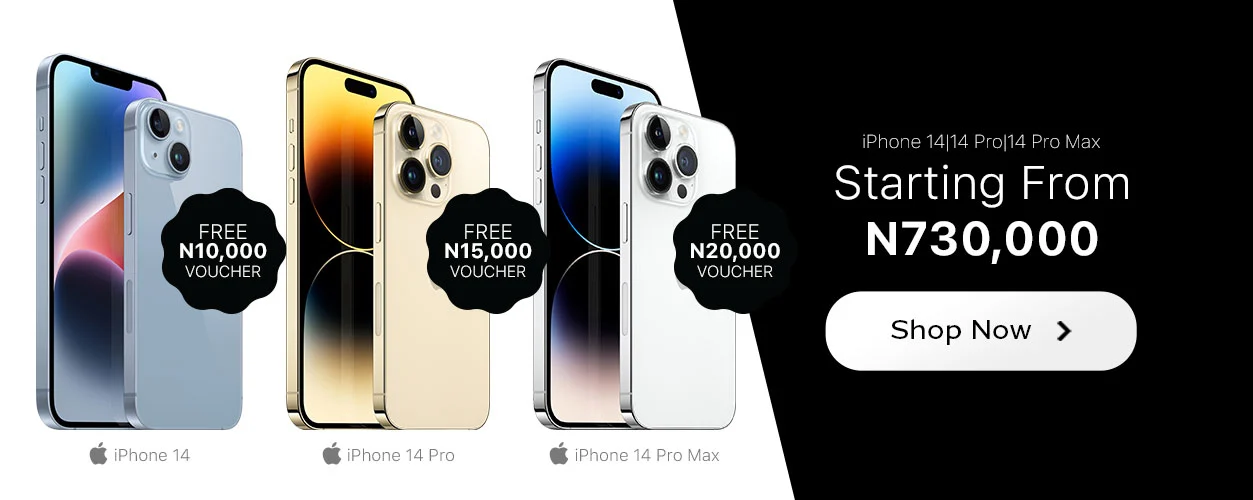 FREE
N10,000
VOUCHER
iPhone 14
FREE
N15,000
VOUCHER
iPhone 14 Pro
FREE
N20,000
VOUCHER
iPhone 14 Pro Max
iPhone 14|14 Pro|14 Pro Max
Starting From
N730,000
Shop Now